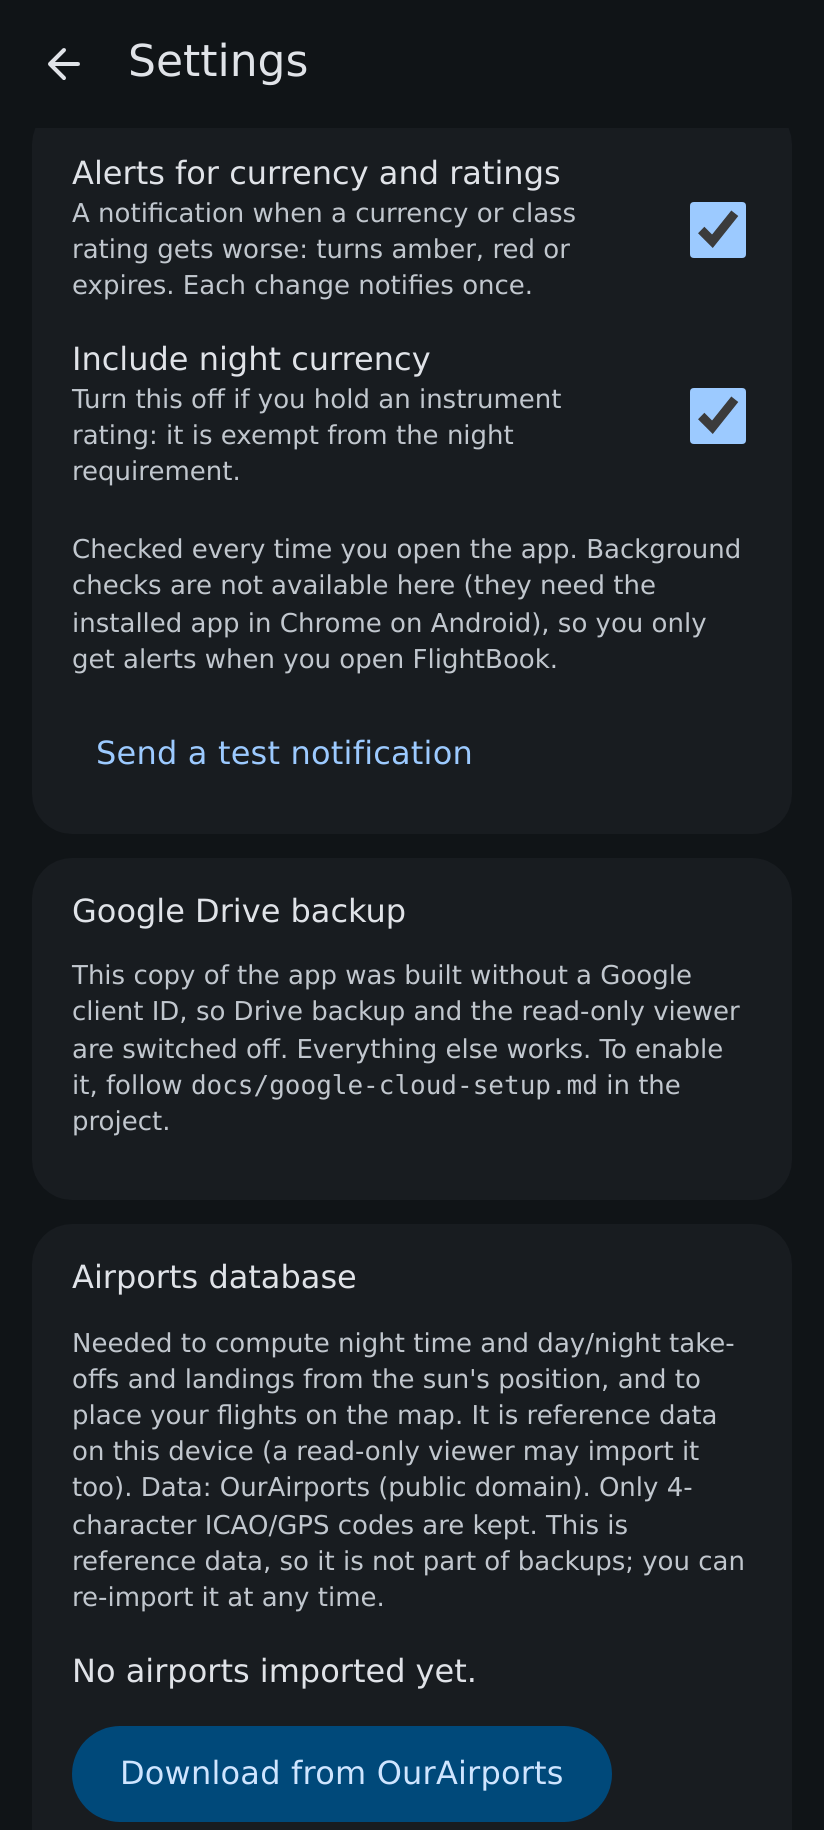 Settings
Alerts for currency and ratings
A notification when a currency or class
rating gets worse: turns amber, red or
expires. Each change notifies once.
Include night currency
Turn this off if you hold an instrument
rating: it is exempt from the night
requirement.
Checked every time you open the app. Background
checks are not available here (they need the
installed app in Chrome on Android), so you only
get alerts when you open FlightBook.
Send a test notification
Google Drive backup
This copy of the app was built without a Google
client ID, so Drive backup and the read-only viewer
are switched off. Everything else works. To enable
it, follow docs/google-cloud-setup.md in the
project.
Airports database
Needed to compute night time and day/night take-
offs and landings from the sun's position, and to
place your flights on the map. It is reference data
on this device (a read-only viewer may import it
too). Data: OurAirports (public domain). Only 4-
character ICAO/GPS codes are kept. This is
reference data, so it is not part of backups; you can
re-import it at any time.
No airports imported yet.
Download from OurAirports